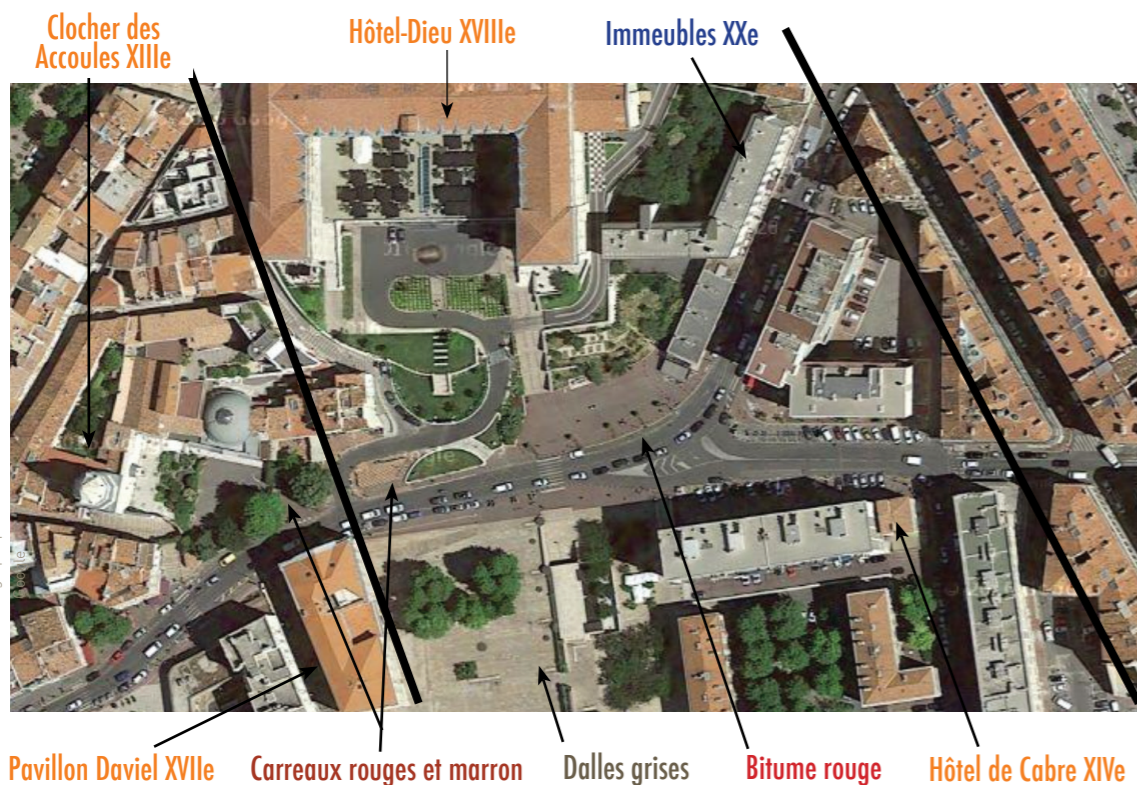 Clocher des
Accoules XIIIe
Hôtel-Dieu XVIIIe
Immeubles XXe
Pavillon Daviel XVIIe
Carreaux rouges et marron
Dalles grises
Bitume rouge
Hôtel de Cabre XIVe